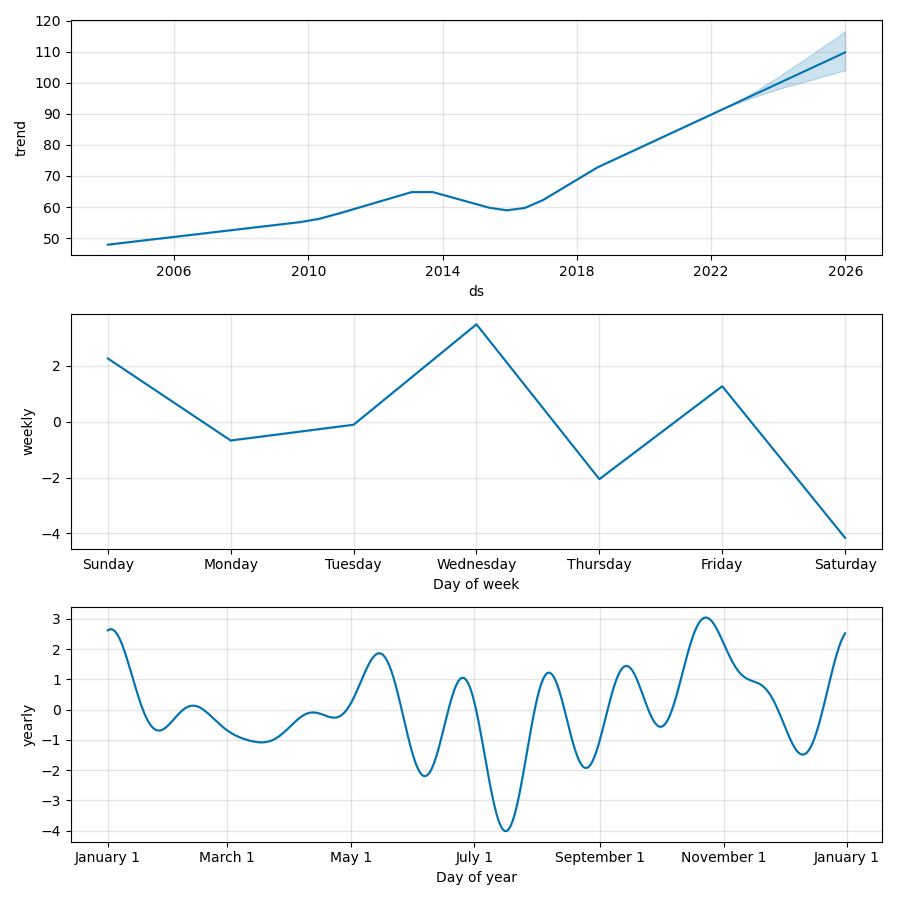 120
110
100
90
80
70
60
50
trend
2006 2010 2014 2018 2022 2026
ds
2
0
−2
−4
weekly
Sunday Monday Tuesday Wednesday Thursday Friday Saturday
Day of week
3
2
1
0
−1
−2
−3
−4
yearly
January 1 March 1 May 1 July 1 September 1 November 1 January 1
Day of year